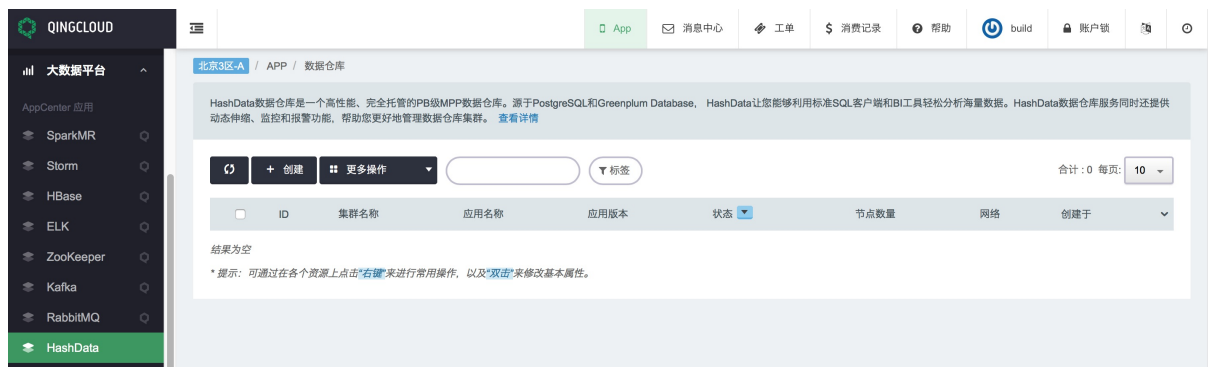 QINGCLOUD
App 消息中心 工单 $ 消费记录 帮助 build 账户锁
大数据平台
AppCenter 应用
SparkMR
Storm
HBase
ELK
ZooKeeper
Kafka
RabbitMQ
HashData
北京3区-A / APP / 数据仓库
HashData数据仓库是一个高性能、完全托管的PB级MPP数据仓库。源于PostgreSQL和Greenplum Database， HashData让您能够利用标准SQL客户端和BI工具轻松分析海量数据。HashData数据仓库服务同时还提供
动态伸缩、监控和报警功能，帮助您更好地管理数据仓库集群。 查看详情
+ 创建 更多操作 标签 合计 : 0 每页: 10
ID 集群名称 应用名称 应用版本 状态 节点数量 网络 创建于
结果为空
* 提示：可通过在各个资源上点击"右键"来进行常用操作，以及"双击"来修改基本属性。